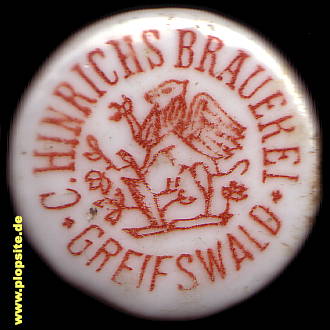 C. HINRICHS BRAUEREI
* GREIFSWALD *
www.plopsite.de